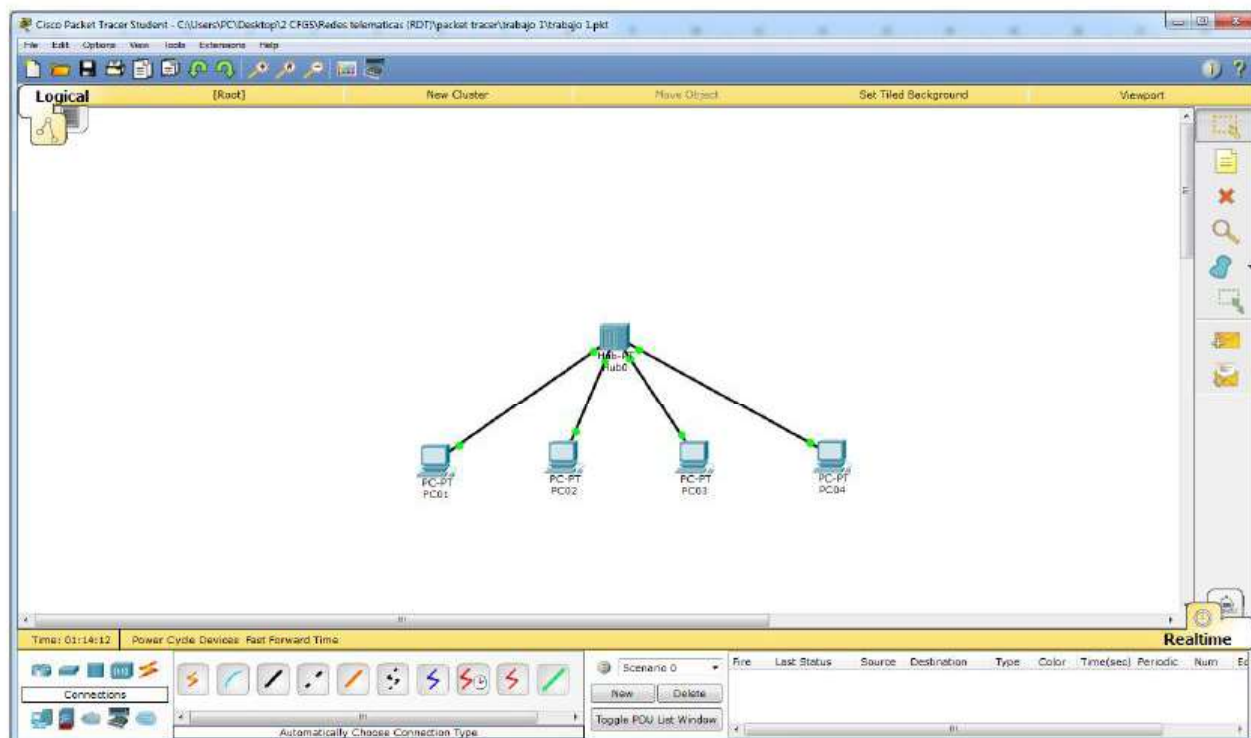 Cisco Packet Tracer Student - C:\Users\PC\Desktop\2 CFGS\Redes telematicas (RDT)\packet tracer\trabajo 1\trabajo 1.pkt
File Edit Options View Tools Extensions Help
Logical [Root] New Cluster Move Object Set Tiled Background Viewport
Hub-PT
Hub0
PC-PT PC-PT PC-PT PC-PT
PC01 PC02 PC03 PC04
Time: 01:14:12 Power Cycle Devices Fast Forward Time Realtime
Scenario 0 Fire Last Status Source Destination Type Color Time(sec) Periodic Num
Connections New Delete
Toggle PDU List Window
Automatically Choose Connection Type